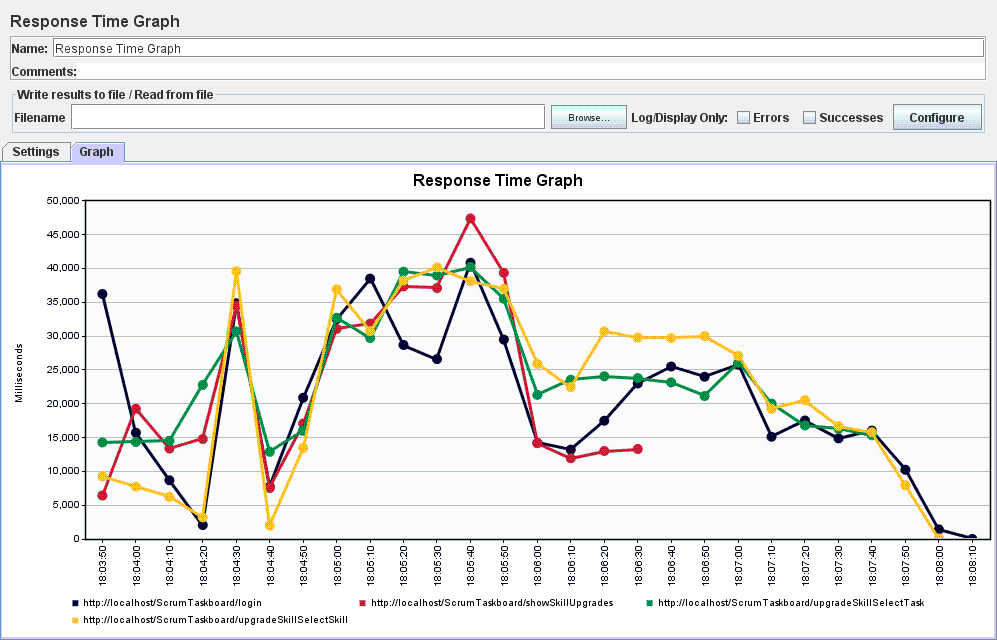 Response Time Graph
Name: Response Time Graph
Comments:
Write results to file / Read from file
Filename Browse... Log/Display Only: Errors Successes Configure
Settings Graph
Response Time Graph
50,000
45,000
40,000
35,000
30,000
25,000
20,000
15,000
10,000
5,000
0
Milliseconds
18:03:50 18:04:00 18:04:10 18:04:20 18:04:30 18:04:40 18:04:50 18:05:00 18:05:10 18:05:20 18:05:30 18:05:40 18:05:50 18:06:00 18:06:10 18:06:20 18:06:30 18:06:40 18:06:50 18:07:00 18:07:10 18:07:20 18:07:30 18:07:40 18:07:50 18:08:00 18:08:10
http://localhost/ScrumTaskboard/login http://localhost/ScrumTaskboard/showSkillUpgrades http://localhost/ScrumTaskboard/upgradeSkillSelectTask
http://localhost/ScrumTaskboard/upgradeSkillSelectSkill